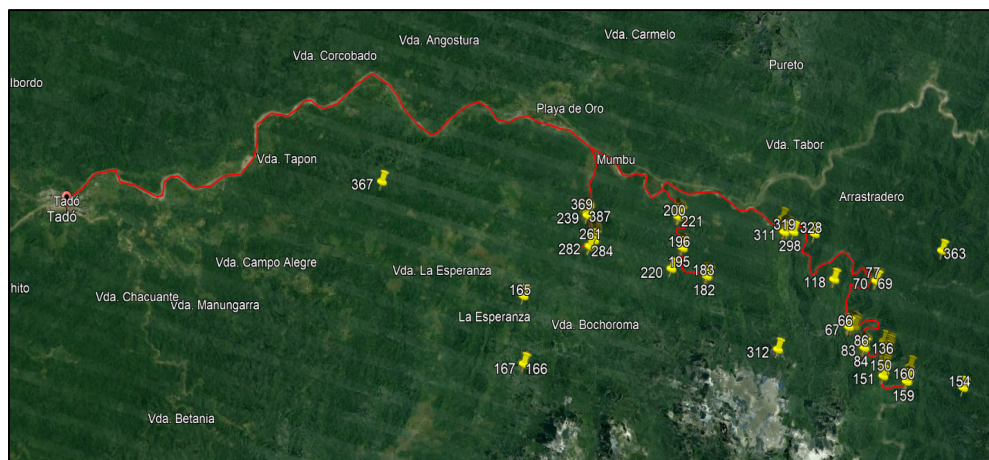 Vda. Carmelo
Vda. Angostura
Vda. Corcobado
Pureto
lbordo
Playa de Oro
Vda. Tabor
Vda. Tapon
Mumbu
367
Arrastradero
Tadó
Tadó
369
239
387
200
221
319
311
328
298
261
282
284
196
195
363
Vda. Campo Alegre
Vda. La Esperanza
220
183
182
118
77
70
69
hito
Vda. Chacuante
Vda. Manungarra
165
La Esperanza
Vda. Bochoroma
66
67
86
83
136
312
84
167
166
150
151
160
159
154
Vda. Betania